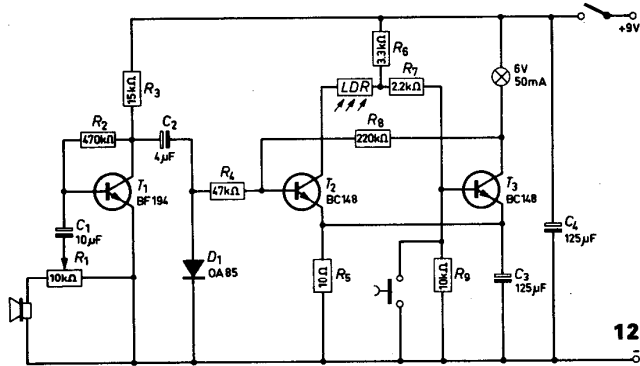 +9V
R6
3.3kΩ
R7
2.2kΩ
LDR
6V
50mA
15kΩ
R3
R2
470kΩ
C2
4µF
R8
220kΩ
R4
47kΩ
T1
BF194
T2
BC148
T3
BC148
C1
10µF
R1
10kΩ
D1
OA85
10Ω
R5
10kΩ
R9
C3
125µF
C4
125µF
12
-